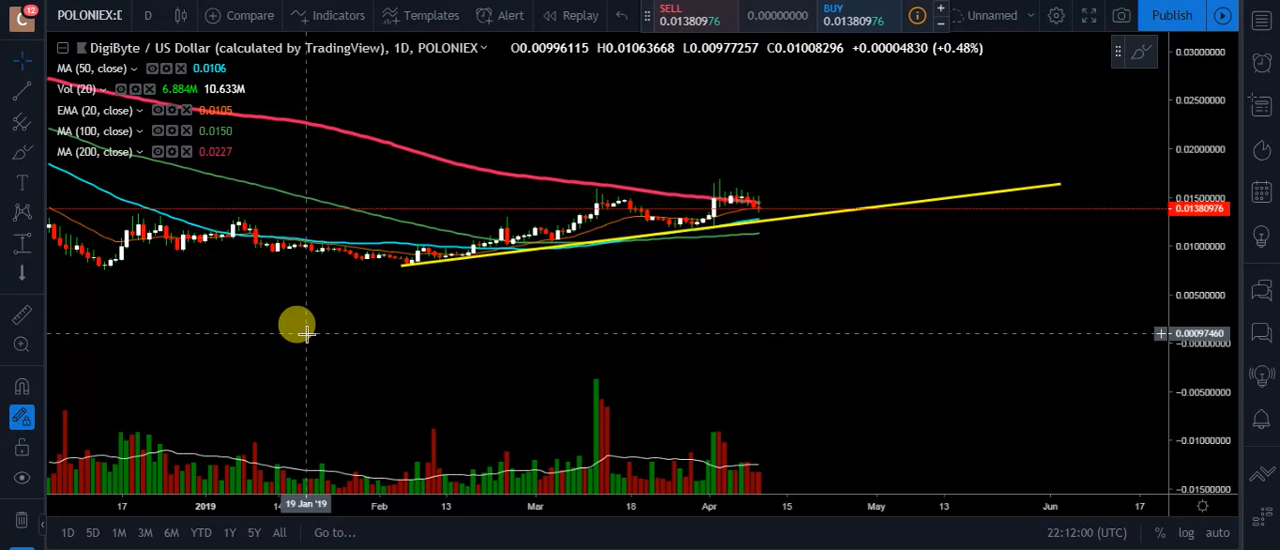 12
C
POLONIEX:D
D
Compare
Indicators
Templates
Alert
Replay
SELL
0.01380976
0.00000000
BUY
0.01380976
Unnamed
Publish
DigiByte / US Dollar (calculated by TradingView), 1D, POLONIEX O0.00996115 H0.01063668 L0.00977257 C0.01008296 +0.00004830 (+0.48%)
MA (50, close) 0.0106
Vol (20) 6.884M 10.633M
EMA (20, close) 0.0105
MA (100, close) 0.0150
MA (200, close) 0.0227
0.03000000
0.02500000
0.02000000
0.01500000
0.01380976
0.01000000
0.00500000
0.00097460
0.00000000
-0.00500000
-0.01000000
-0.01500000
17 2019 14 19 Jan '19 Feb Mar 18 Apr 15 May 13 Jun 17
1D 5D 1M 3M 6M YTD 1Y 5Y All Go to... 22:12:00 (UTC) % log auto